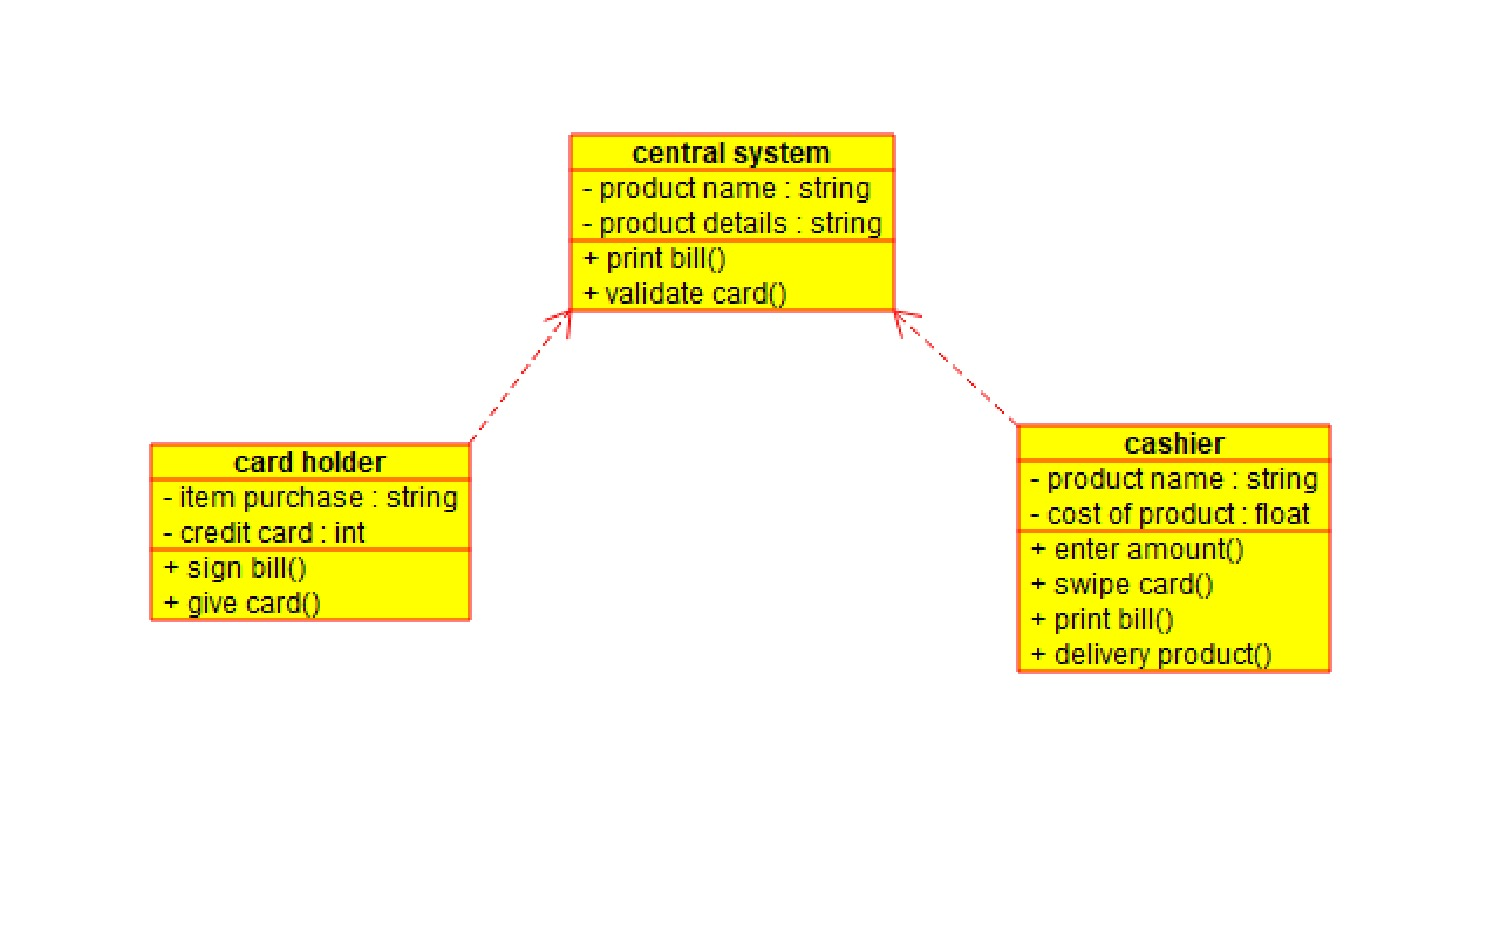 central system
- product name : string
- product details : string
+ print bill()
+ validate card()
card holder
- item purchase : string
- credit card : int
+ sign bill()
+ give card()
cashier
- product name : string
- cost of product : float
+ enter amount()
+ swipe card()
+ print bill()
+ delivery product()